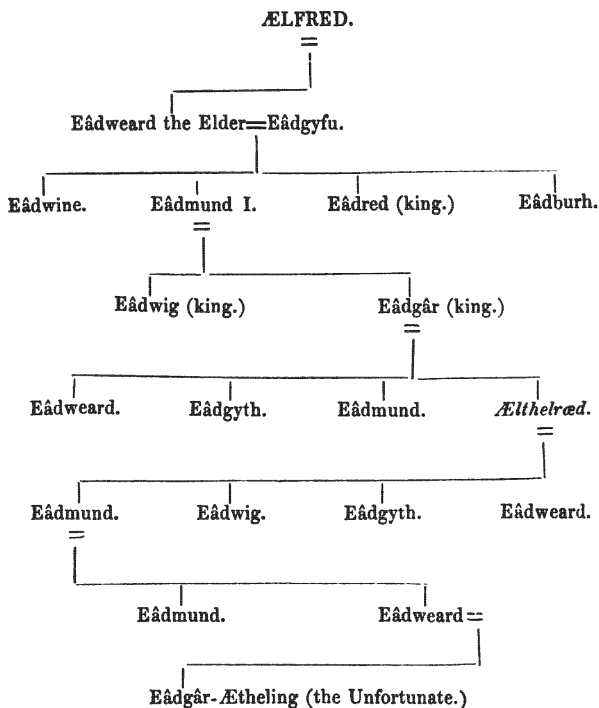 ÆLFRED.
Eâdweard the Elder=Eâdgyfu.
Eâdwine. Eâdmund I. Eâdred (king.) Eâdburh.
Eâdwig (king.) Eâdgâr (king.)
Eâdweard. Eâdgyth. Eâdmund. Ælthelræd.
Eâdmund. Eâdwig. Eâdgyth. Eâdweard.
Eâdmund. Eâdweard=
Eâdgâr-Ætheling (the Unfortunate.)